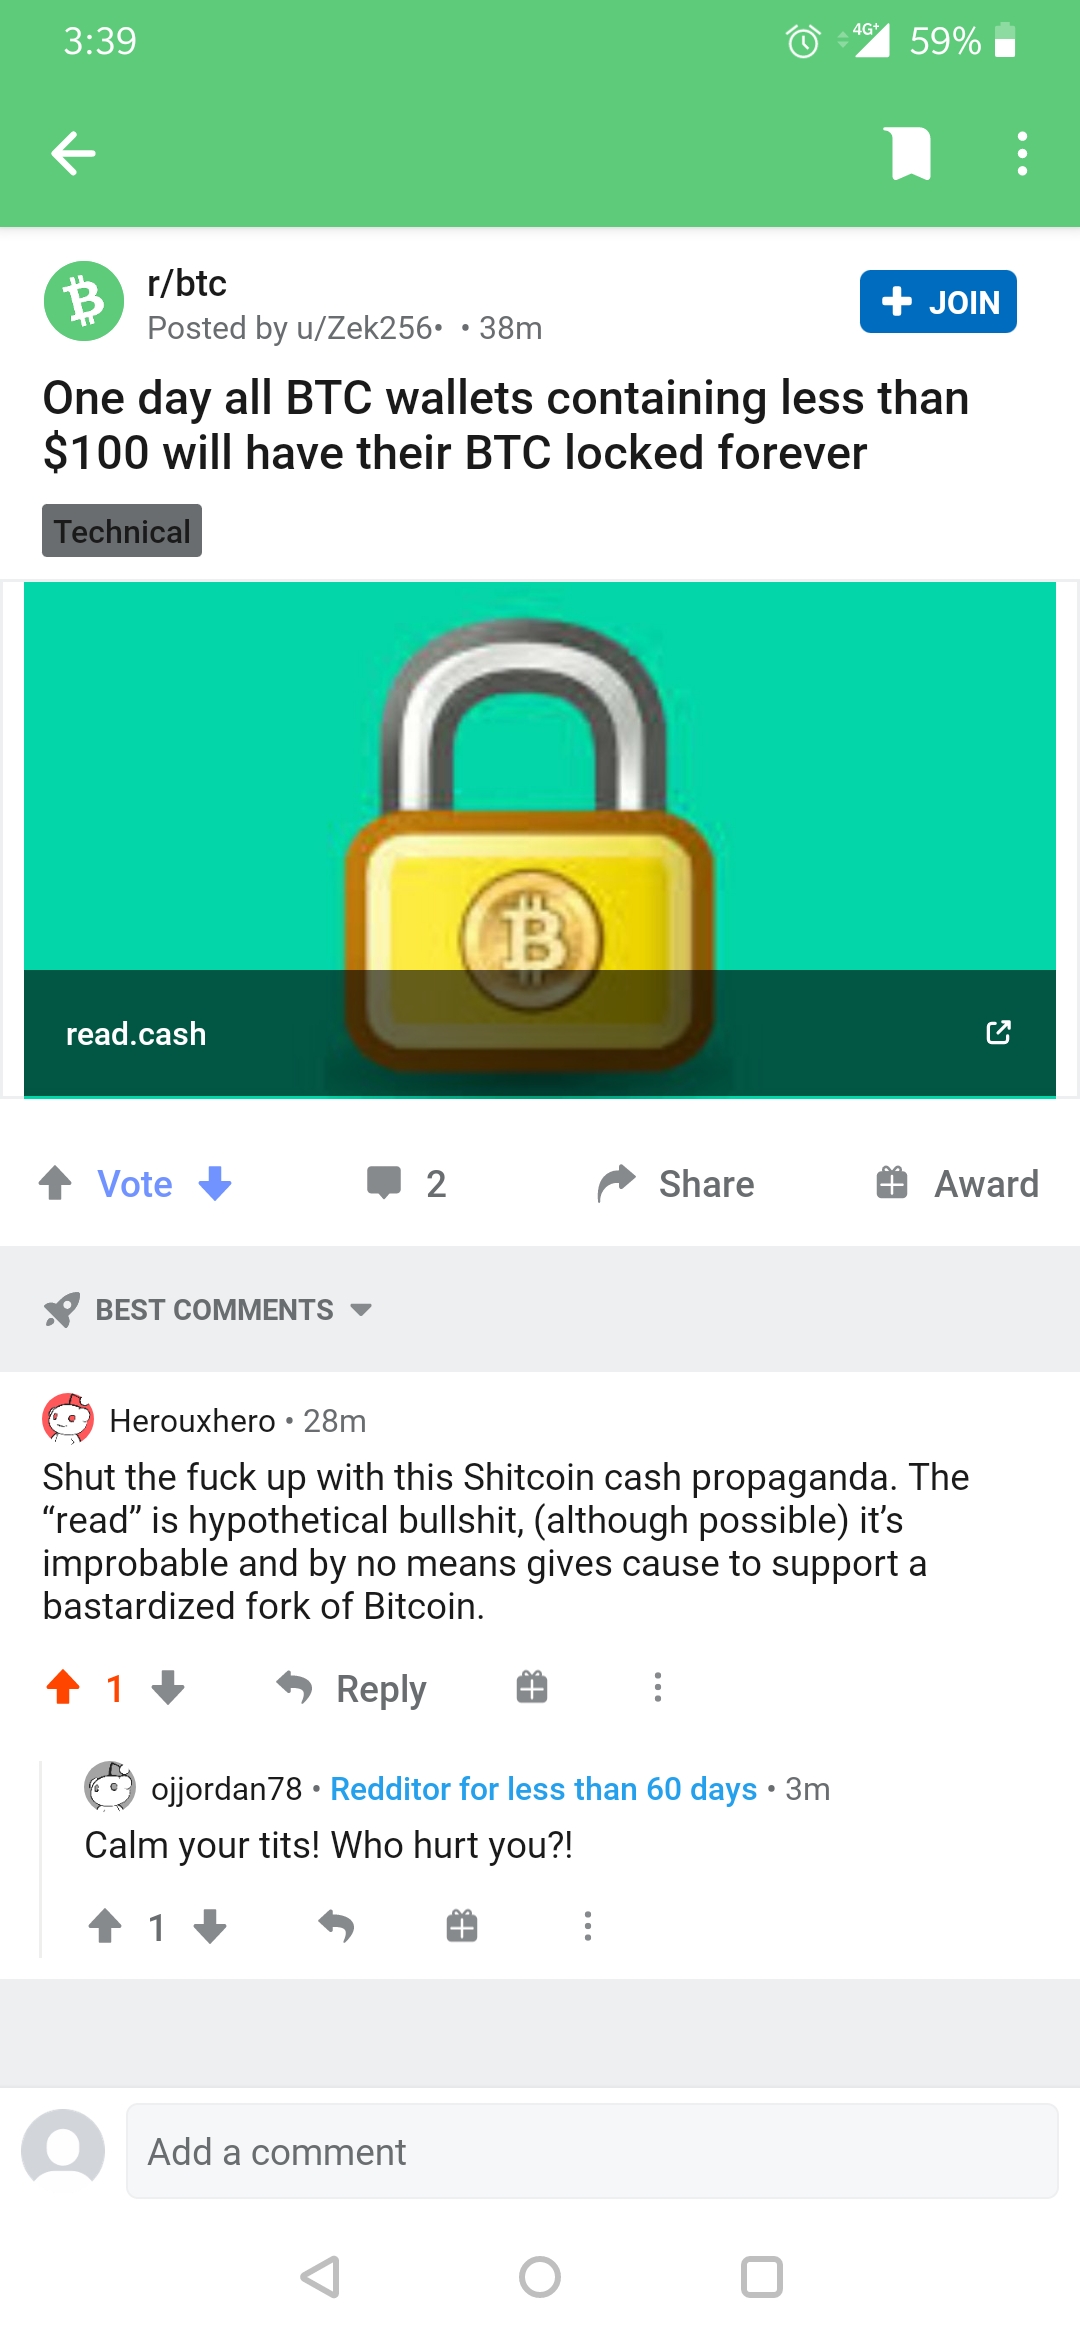 3:39
4G+ 59%
r/btc
Posted by u/Zek256• • 38m
JOIN
One day all BTC wallets containing less than
$100 will have their BTC locked forever
Technical
read.cash
Vote
2
Share
Award
BEST COMMENTS
Herouxhero • 28m
Shut the fuck up with this Shitcoin cash propaganda. The
“read” is hypothetical bullshit, (although possible) it’s
improbable and by no means gives cause to support a
bastardized fork of Bitcoin.
1
Reply
ojjordan78 • Redditor for less than 60 days • 3m
Calm your tits! Who hurt you?!
1
Add a comment